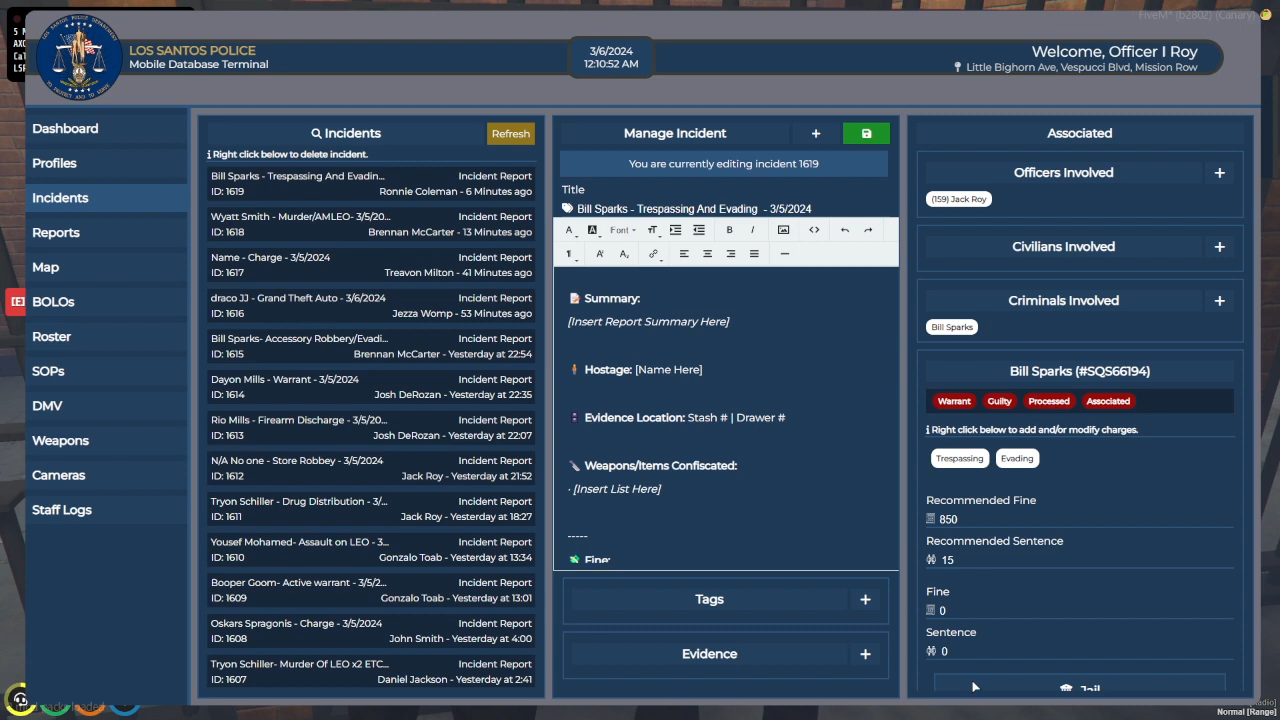 FiveM® (b2802) (Canary)
LOS SANTOS POLICE
Mobile Database Terminal
3/6/2024
12:10:52 AM
Welcome, Officer I Roy
Little Bighorn Ave, Vespucci Blvd, Mission Row
Dashboard
Profiles
Incidents
Reports
Map
BOLOs
Roster
SOPs
DMV
Weapons
Cameras
Staff Logs
Incidents
Refresh
Right click below to delete incident.
Bill Sparks - Trespassing And Evadin... Incident Report
ID: 1619 Ronnie Coleman - 6 Minutes ago
Wyatt Smith - Murder/AMLEO- 3/5/20... Incident Report
ID: 1618 Brennan McCarter - 13 Minutes ago
Name - Charge - 3/5/2024 Incident Report
ID: 1617 Treavon Milton - 41 Minutes ago
draco JJ - Grand Theft Auto - 3/6/2024 Incident Report
ID: 1616 Jezza Womp - 53 Minutes ago
Bill Sparks- Accessory Robbery/Evadi... Incident Report
ID: 1615 Brennan McCarter - Yesterday at 22:54
Dayon Mills - Warrant - 3/5/2024 Incident Report
ID: 1614 Josh DeRozan - Yesterday at 22:35
Rio Mills - Firearm Discharge - 3/5/20... Incident Report
ID: 1613 Josh DeRozan - Yesterday at 22:07
N/A No one - Store Robbey - 3/5/2024 Incident Report
ID: 1612 Jack Roy - Yesterday at 21:52
Tryon Schiller - Drug Distribution - 3/... Incident Report
ID: 1611 Jack Roy - Yesterday at 18:27
Yousef Mohamed- Assault on LEO - 3... Incident Report
ID: 1610 Gonzalo Toab - Yesterday at 13:34
Booper Goom- Active warrant - 3/5/2... Incident Report
ID: 1609 Gonzalo Toab - Yesterday at 13:01
Oskars Spragonis - Charge - 3/5/2024 Incident Report
ID: 1608 John Smith - Yesterday at 4:00
Tryon Schiller- Murder Of LEO x2 ETC... Incident Report
ID: 1607 Daniel Jackson - Yesterday at 2:41
Manage Incident
You are currently editing incident 1619
Title
Bill Sparks - Trespassing And Evading - 3/5/2024
Font
Summary:
[Insert Report Summary Here]
Hostage: [Name Here]
Evidence Location: Stash # | Drawer #
Weapons/Items Confiscated:
· [Insert List Here]
-----
Fine:
Tags
Evidence
Associated
Officers Involved
(159) Jack Roy
Civilians Involved
Criminals Involved
Bill Sparks
Bill Sparks (#SQS66194)
Warrant Guilty Processed Associated
Right click below to add and/or modify charges.
Trespassing Evading
Recommended Fine
850
Recommended Sentence
15
Fine
0
Sentence
0
Jail
Normal [Range]